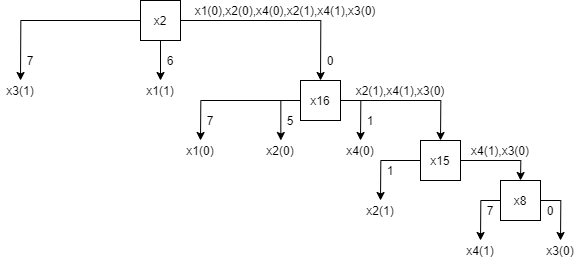 x2
x1(0),x2(0),x4(0),x2(1),x4(1),x3(0)
7
6
0
x3(1)
x1(1)
x16
x2(1),x4(1),x3(0)
7
5
1
x1(0)
x2(0)
x4(0)
x15
x4(1),x3(0)
1
x8
x2(1)
7
0
x4(1)
x3(0)